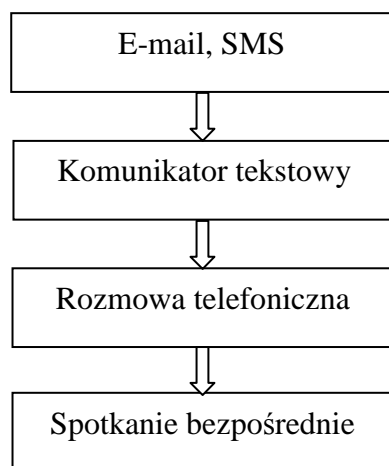 E-mail, SMS
Komunikator tekstowy
Rozmowa telefoniczna
Spotkanie bezpośrednie